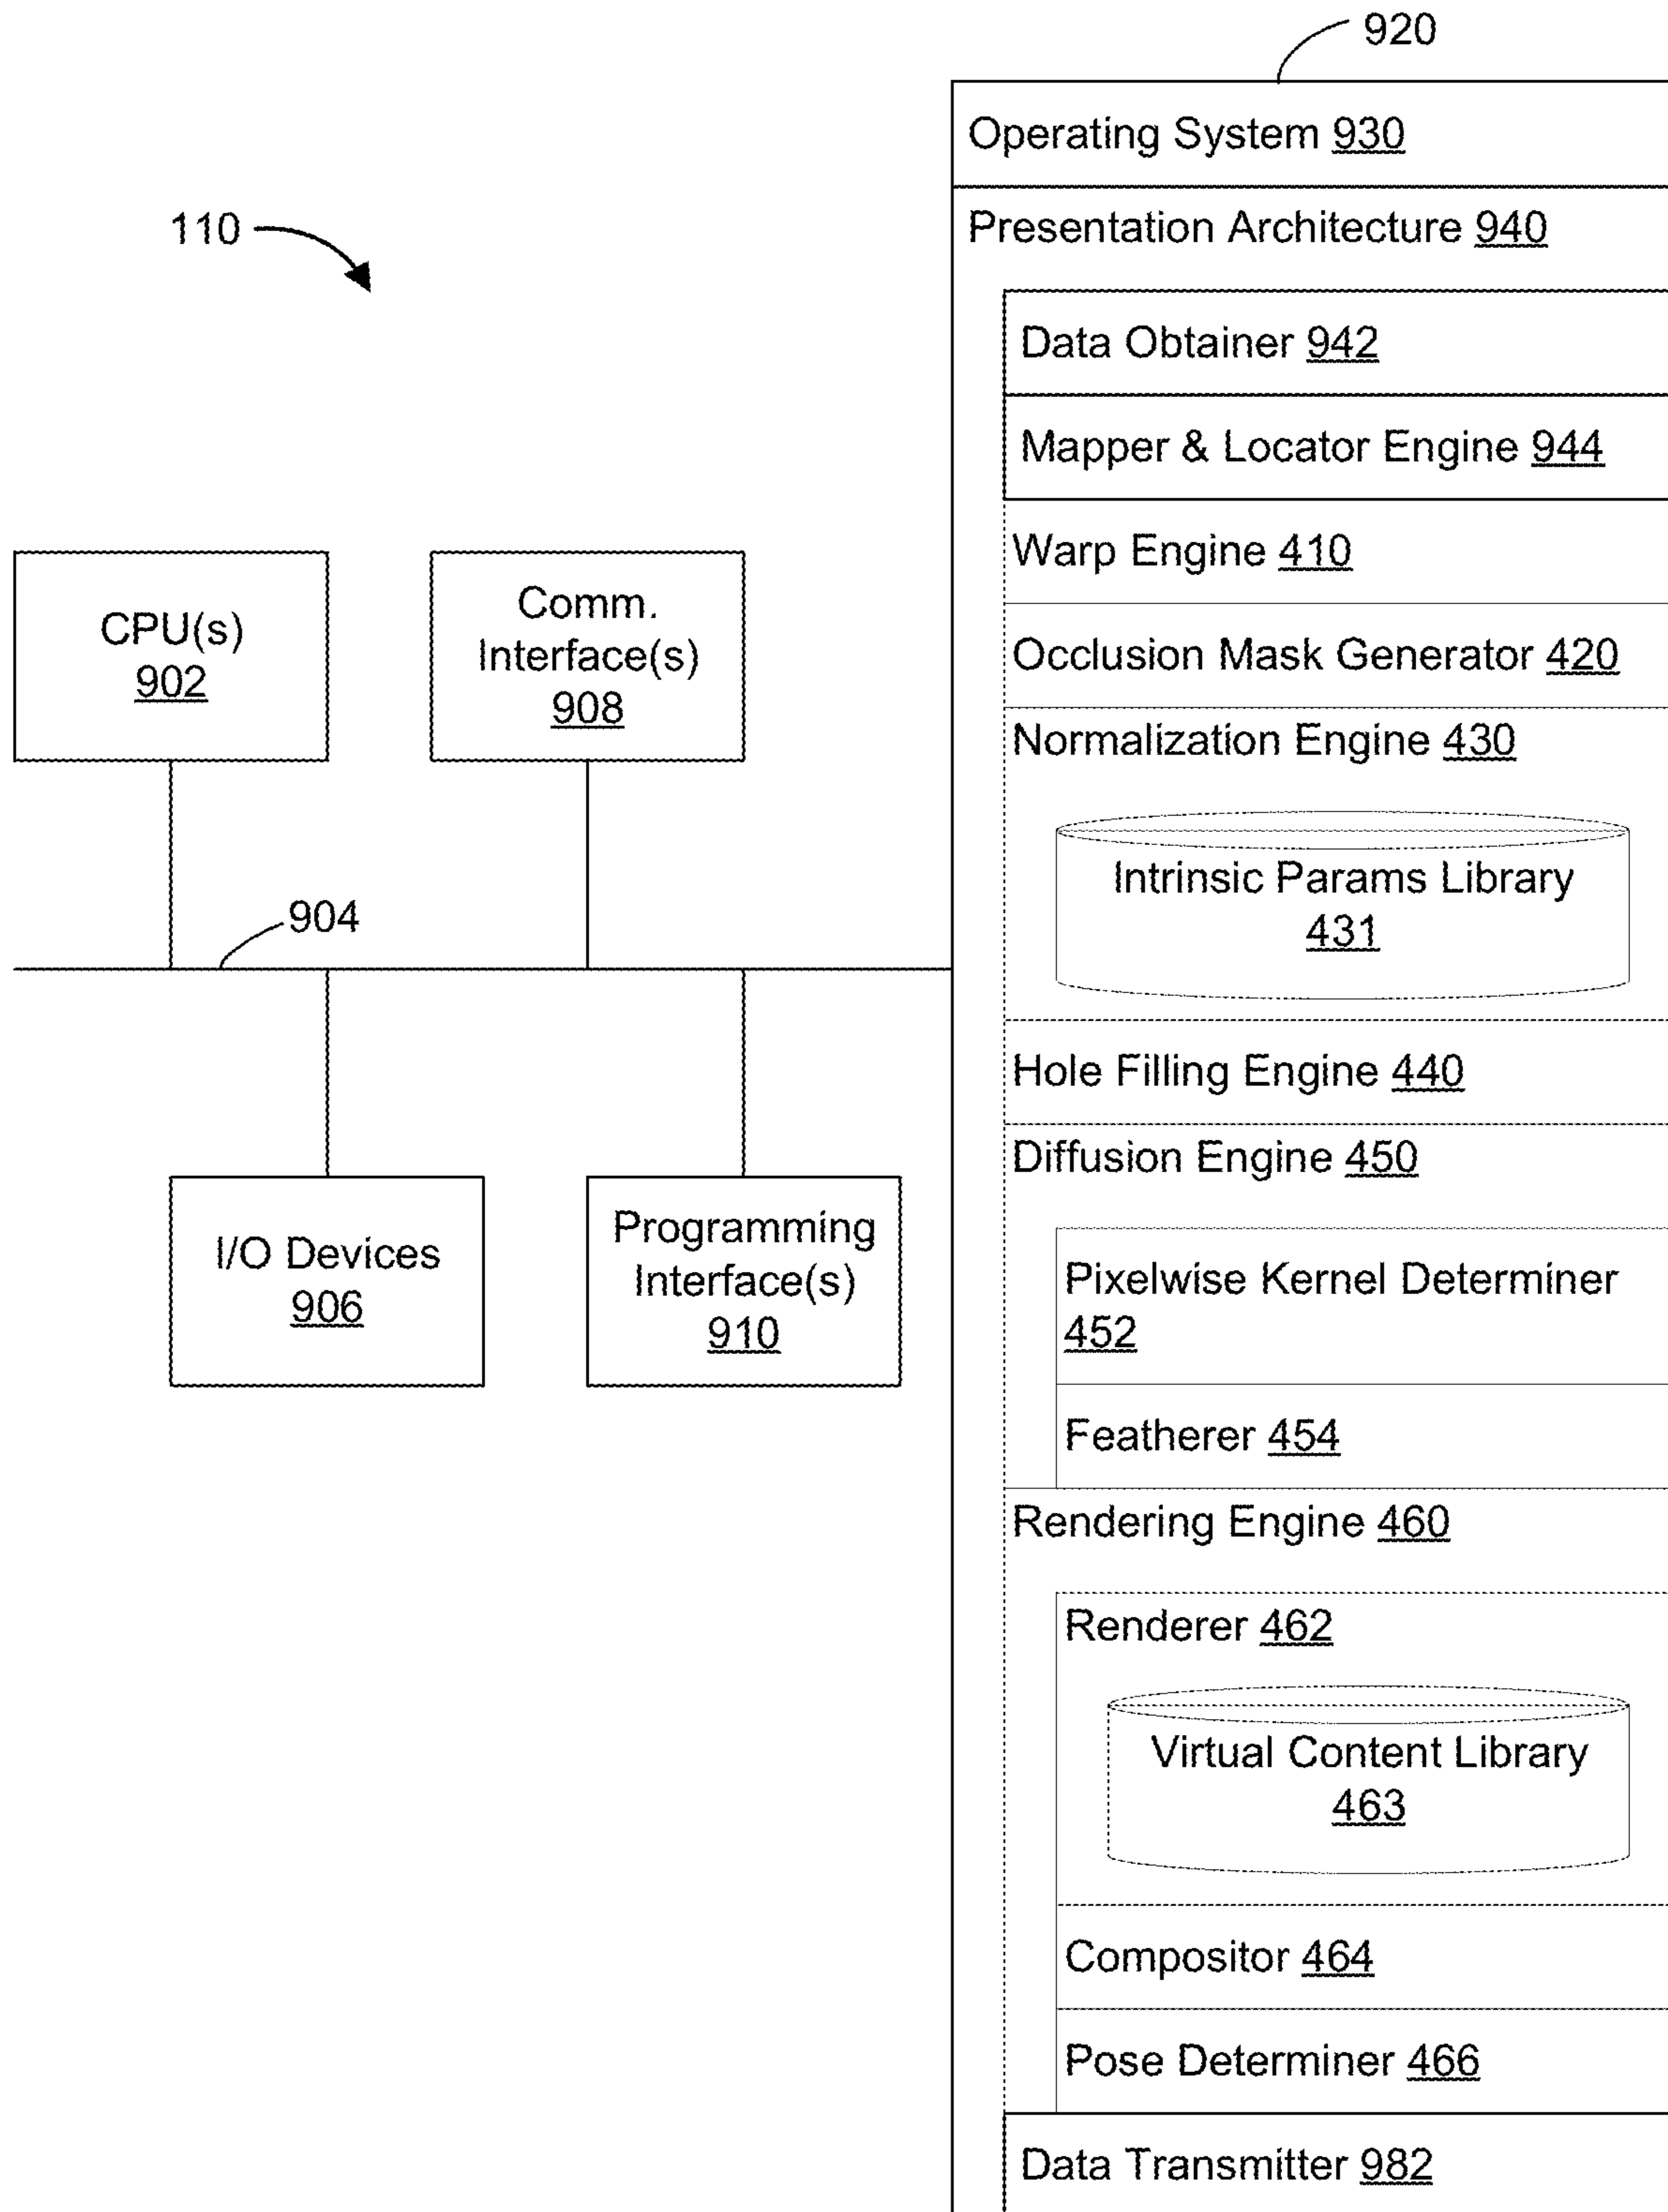 920
Operating System 930
110
Presentation Architecture 940
Data Obtainer 942
Mapper & Locator Engine 944
Warp Engine 410
CPU(s)
902
Comm.
Interface(s)
908
Occlusion Mask Generator 420
Normalization Engine 430
Intrinsic Params Library
431
904
Hole Filling Engine 440
Diffusion Engine 450
I/O Devices
906
Programming
Interface(s)
910
Pixelwise Kernel Determiner
452
Featherer 454
Rendering Engine 460
Renderer 462
Virtual Content Library
463
Compositor 464
Pose Determiner 466
Data Transmitter 982